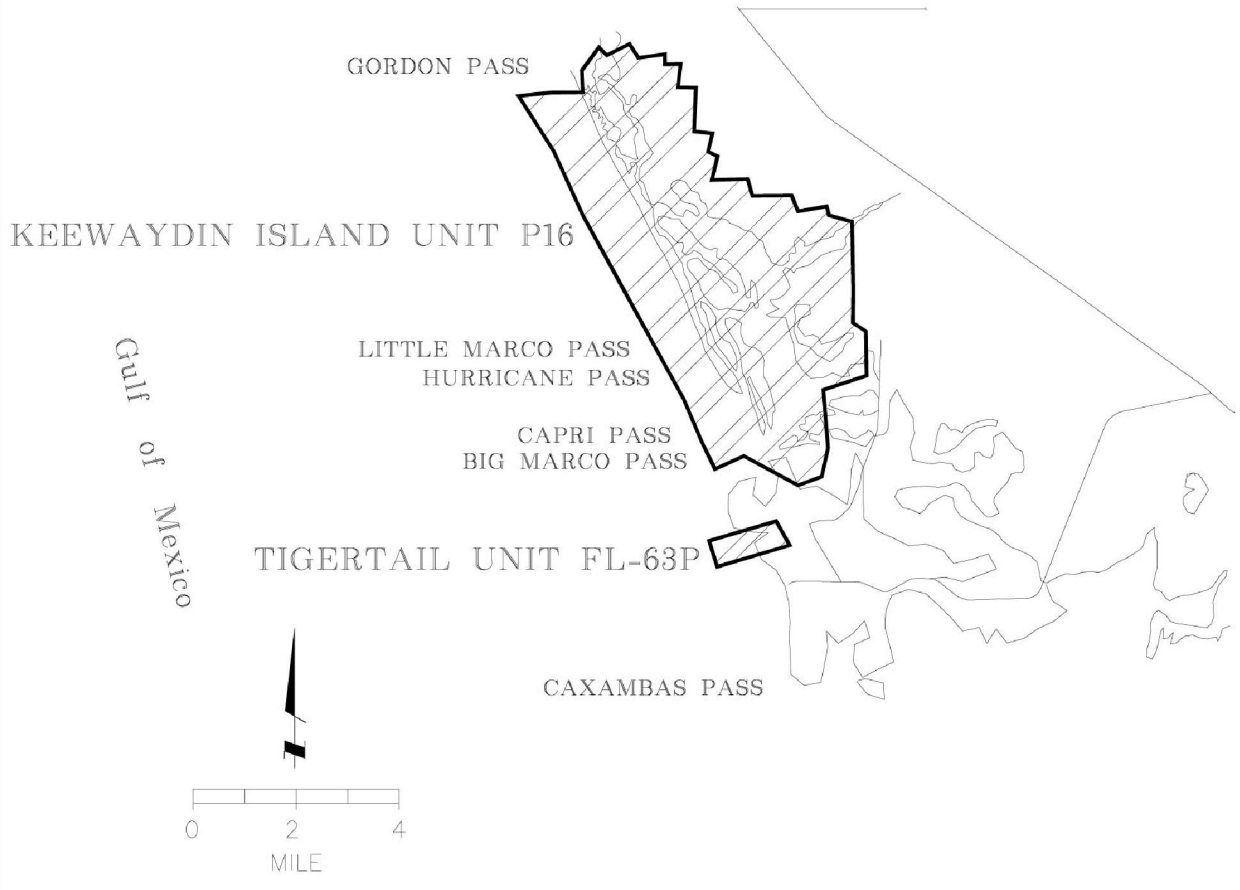 GORDON PASS
KEEWAYDIN ISLAND UNIT P16
LITTLE MARCO PASS
HURRICANE PASS
Gulf of Mexico
CAPRI PASS
BIG MARCO PASS
TIGERTAIL UNIT FL-63P
CAXAMBAS PASS
0 2 4
MILE